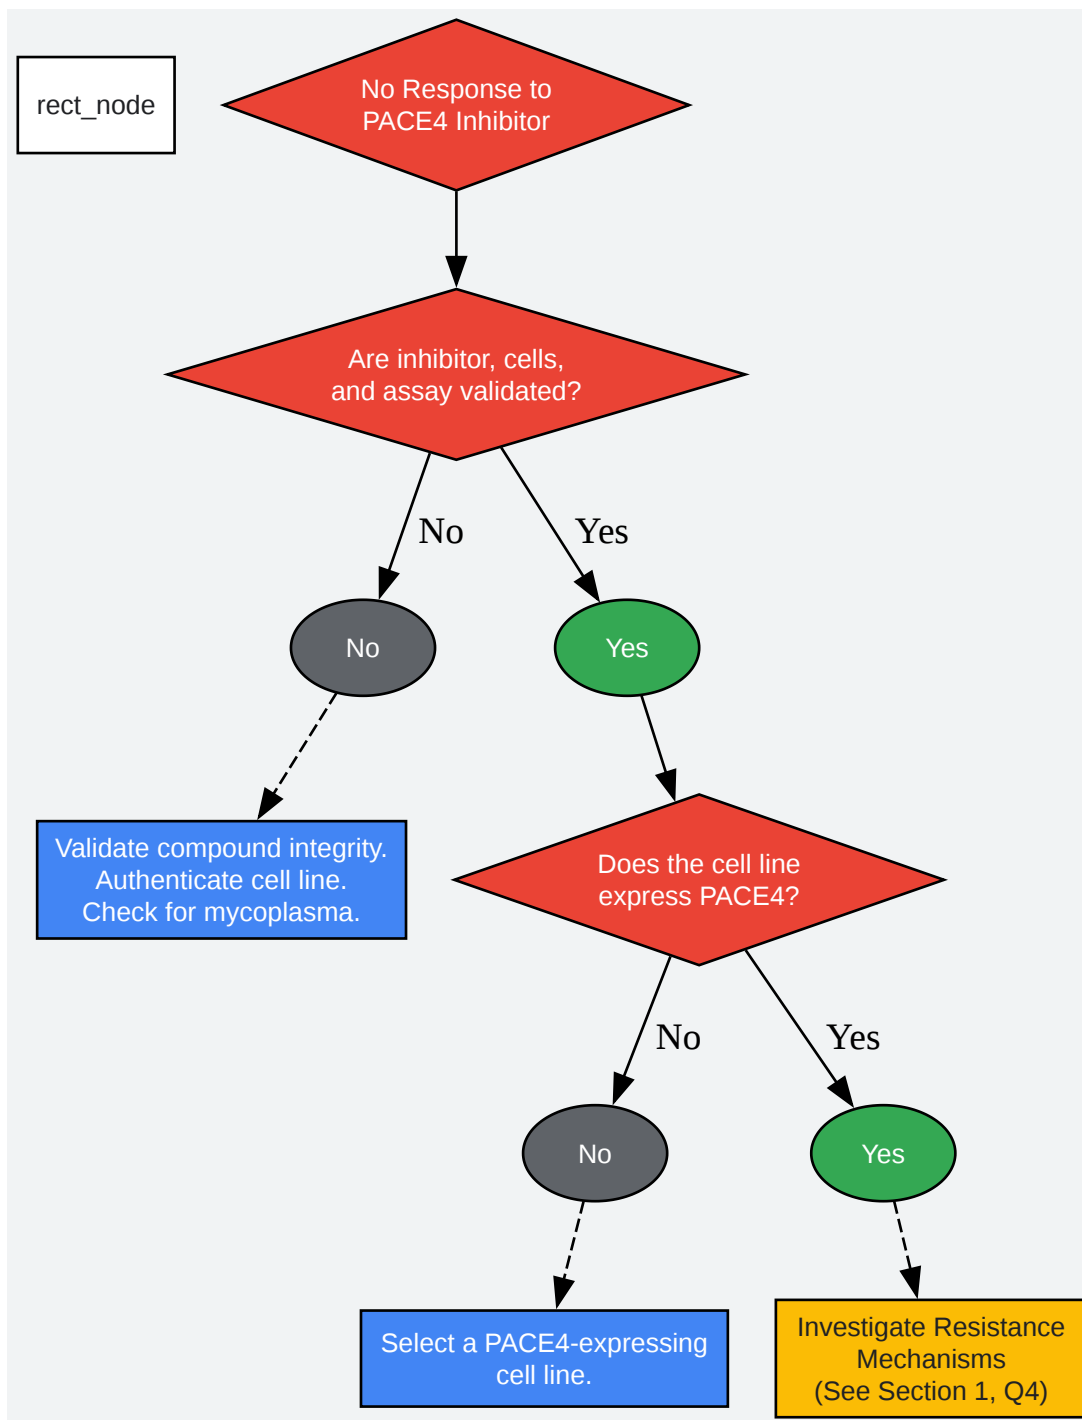 rect_node
No Response to
PACE4 Inhibitor
Are inhibitor, cells,
and assay validated?
No
Yes
No
Yes
Validate compound integrity.
Authenticate cell line.
Check for mycoplasma.
Does the cell line
express PACE4?
No
Yes
No
Yes
Select a PACE4-expressing
cell line.
Investigate Resistance
Mechanisms
(See Section 1, Q4)